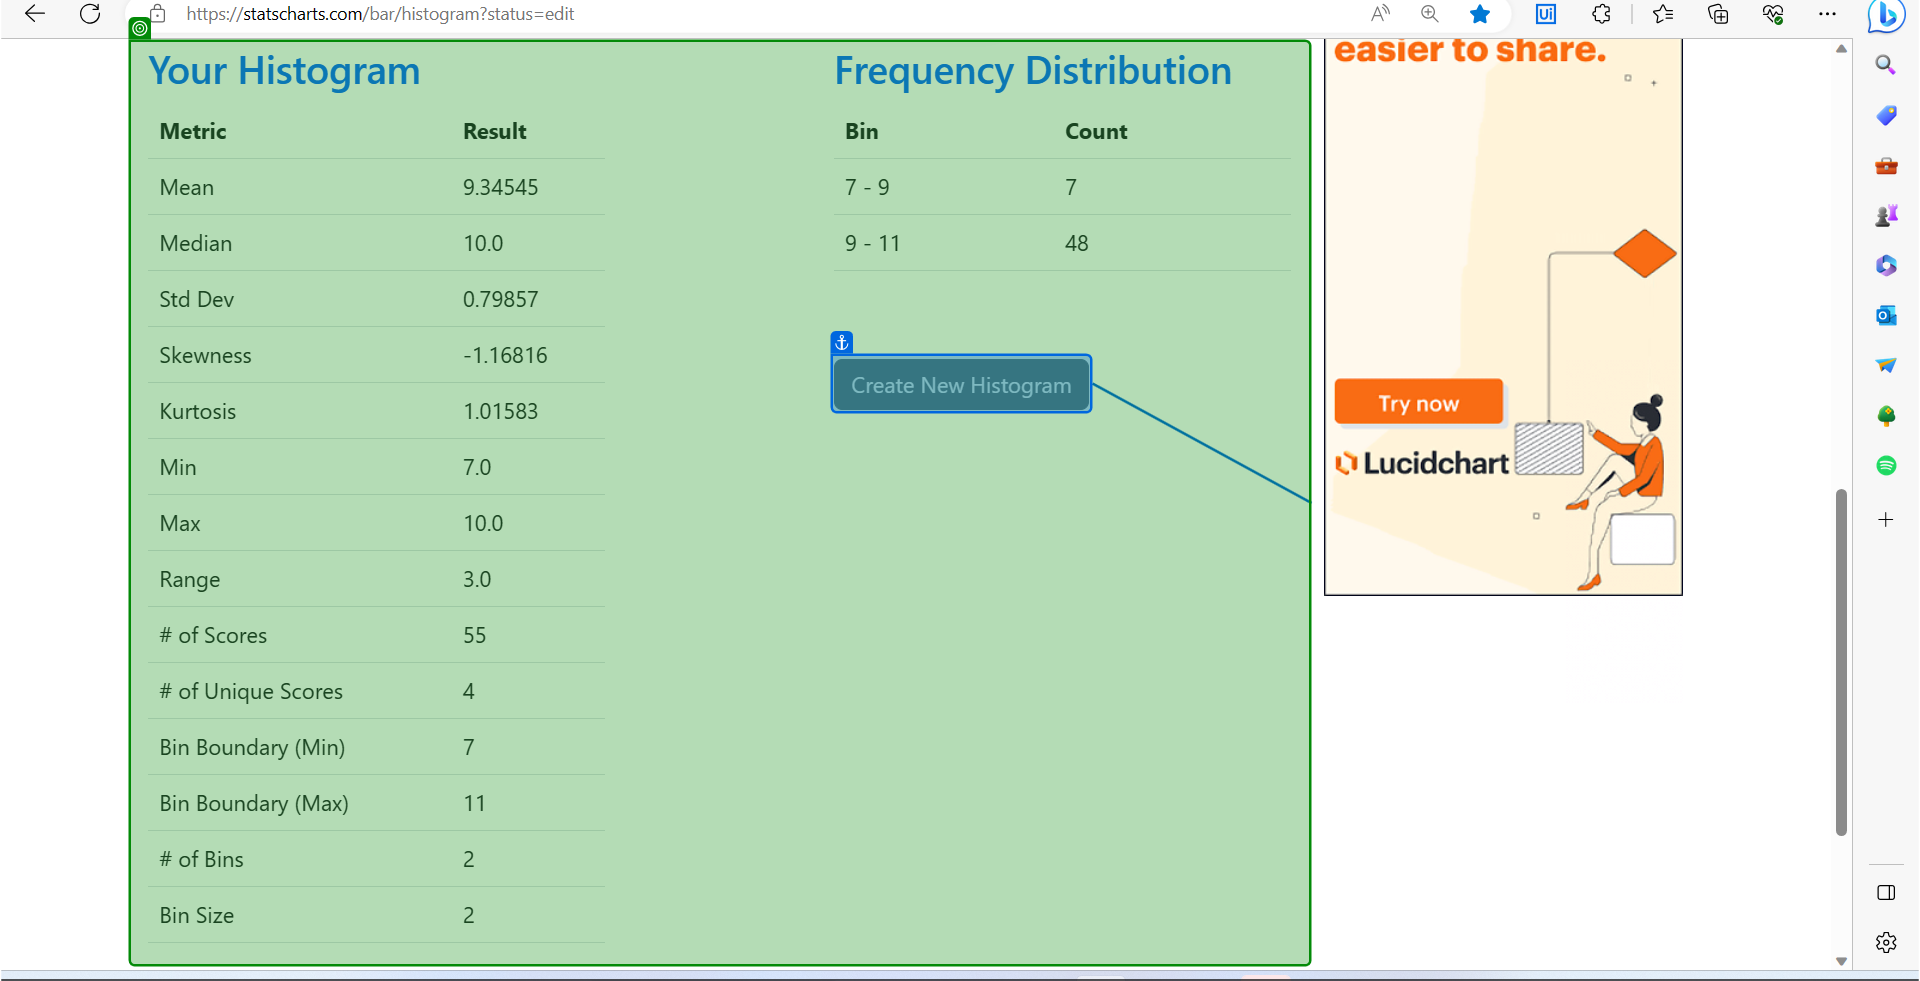 https://statscharts.com/bar/histogram?status=edit
Your Histogram
Metric Result
Mean 9.34545
Median 10.0
Std Dev 0.79857
Skewness -1.16816
Kurtosis 1.01583
Min 7.0
Max 10.0
Range 3.0
# of Scores 55
# of Unique Scores 4
Bin Boundary (Min) 7
Bin Boundary (Max) 11
# of Bins 2
Bin Size 2
Frequency Distribution
Bin Count
7 - 9 7
9 - 11 48
Create New Histogram
easier to share.
Try now
Lucidchart